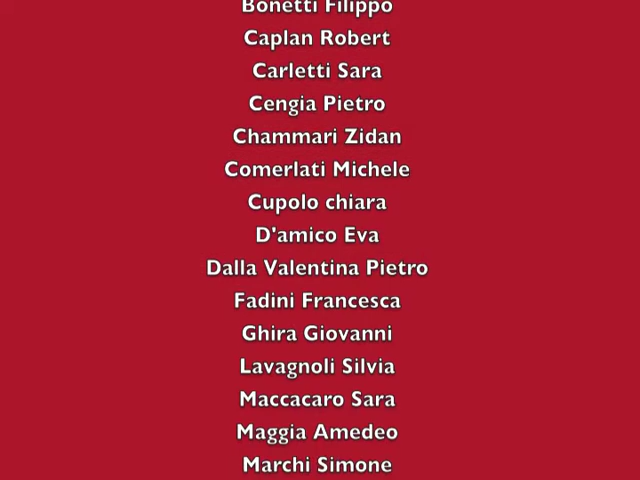 Bonetti Filippo
Caplan Robert
Carletti Sara
Cengia Pietro
Chammari Zidan
Comerlati Michele
Cupolo chiara
D'amico Eva
Dalla Valentina Pietro
Fadini Francesca
Ghira Giovanni
Lavagnoli Silvia
Maccacaro Sara
Maggia Amedeo
Marchi Simone